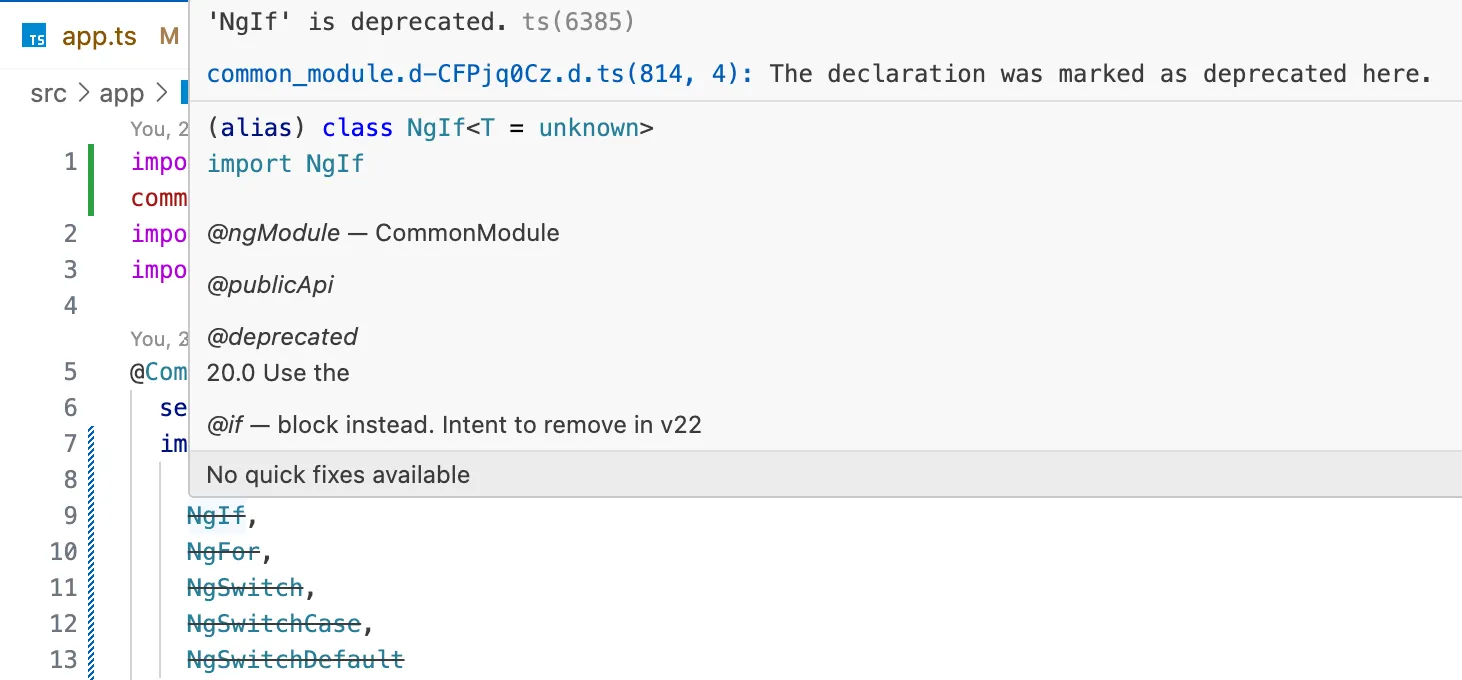 'NgIf' is deprecated. ts(6385)
TS app.ts M
common_module.d-CFPjq0Cz.d.ts(814, 4): The declaration was marked as deprecated here.
src > app >
You, 2
(alias) class NgIf<T = unknown>
1 impo
import NgIf
comm
2 impo
@ngModule — CommonModule
3 impo
@publicApi
4
You, 2
@deprecated
5 @Com
20.0 Use the
6 se
@if — block instead. Intent to remove in v22
7 im
8
No quick fixes available
9 NgIf,
10 NgFor,
11 NgSwitch,
12 NgSwitchCase,
13 NgSwitchDefault